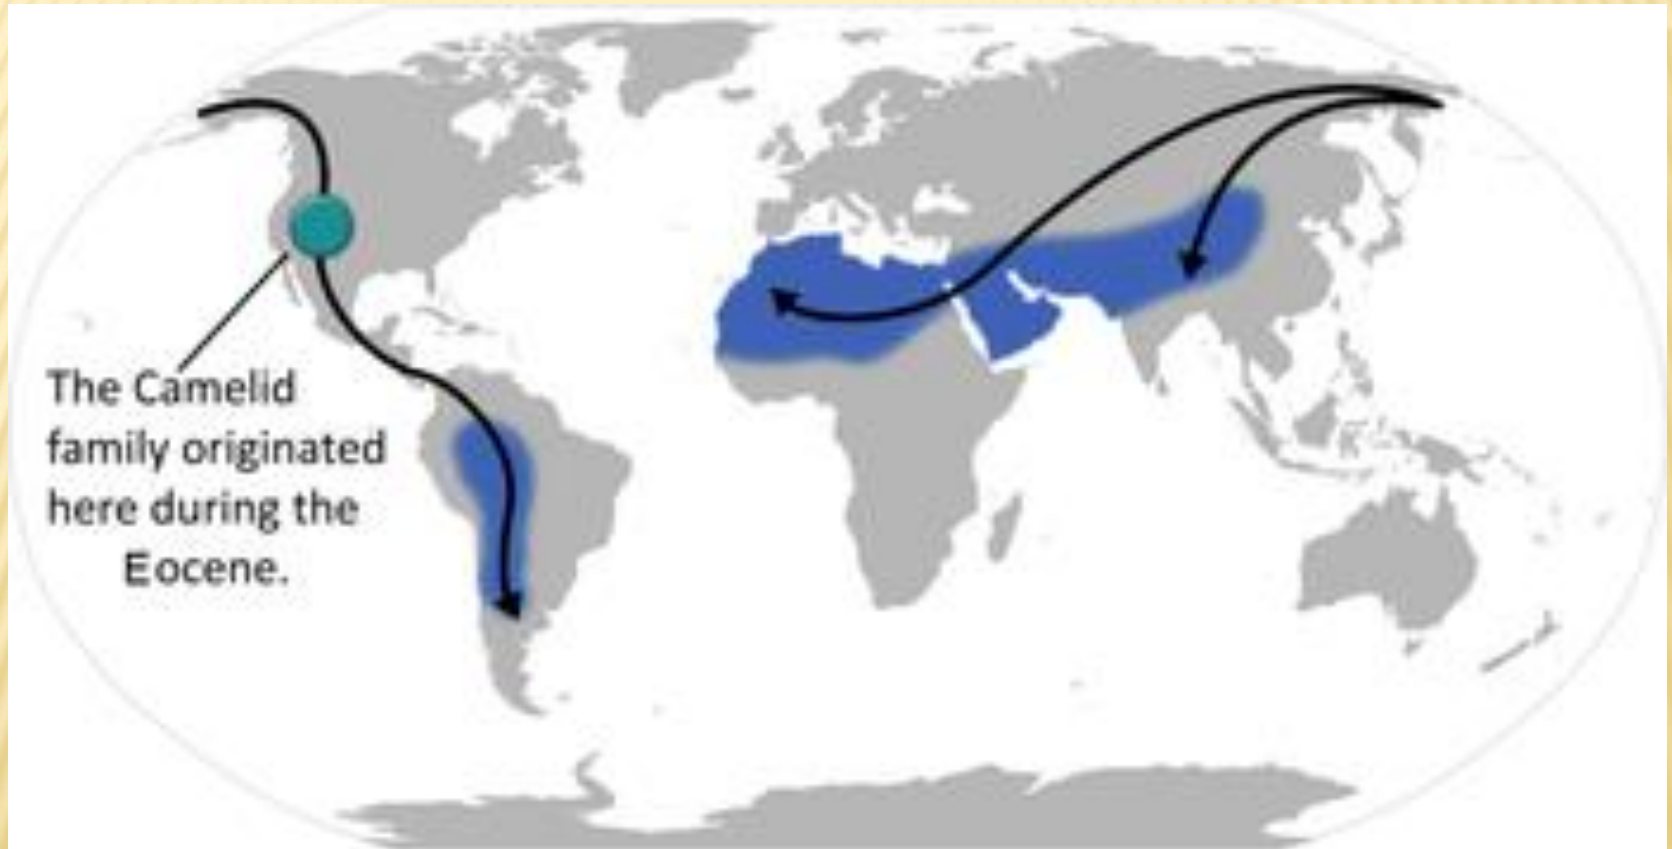 The Camelid
family originated
here during the
Eocene.